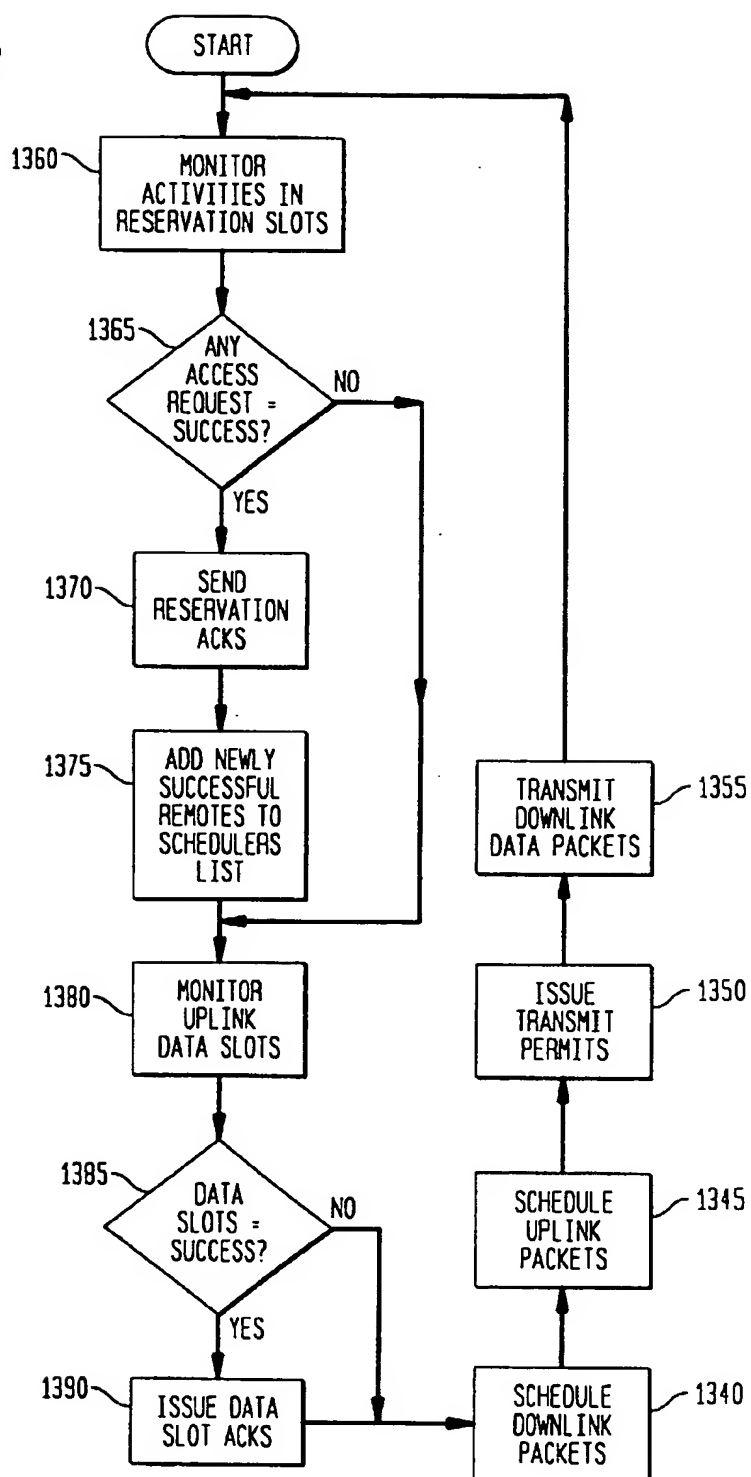 START
1360
MONITOR
ACTIVITIES IN
RESERVATION SLOTS
1365
ANY
ACCESS
REQUEST =
SUCCESS?
NO
YES
1370
SEND
RESERVATION
ACKS
1375
ADD NEWLY
SUCCESSFUL
REMOTES TO
SCHEDULERS
LIST
1380
MONITOR
UPLINK
DATA SLOTS
1385
DATA
SLOTS =
SUCCESS?
NO
YES
1390
ISSUE DATA
SLOT ACKS
SCHEDULE
DOWNLINK
PACKETS
1340
SCHEDULE
UPLINK
PACKETS
1345
ISSUE
TRANSMIT
PERMITS
1350
TRANSMIT
DOWNLINK
DATA PACKETS
1355